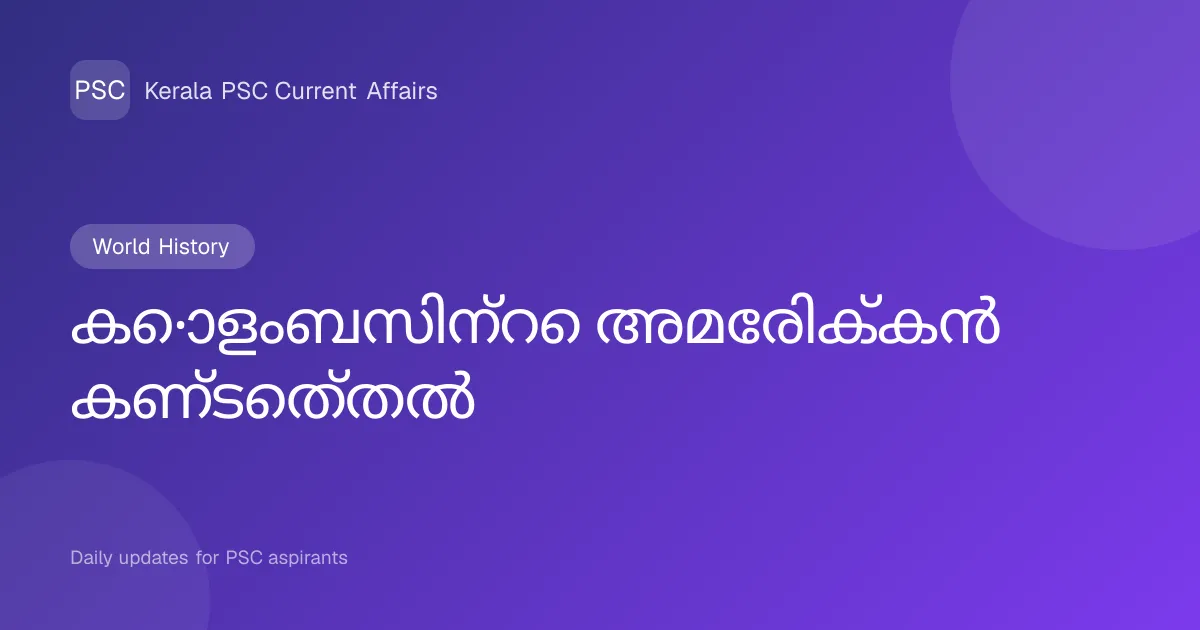 PSC Kerala PSC Current Affairs
World History
കൊളംബസിന്റെ അമേരിക്കൻ
കണ്ടെത്തൽ
Daily updates for PSC aspirants